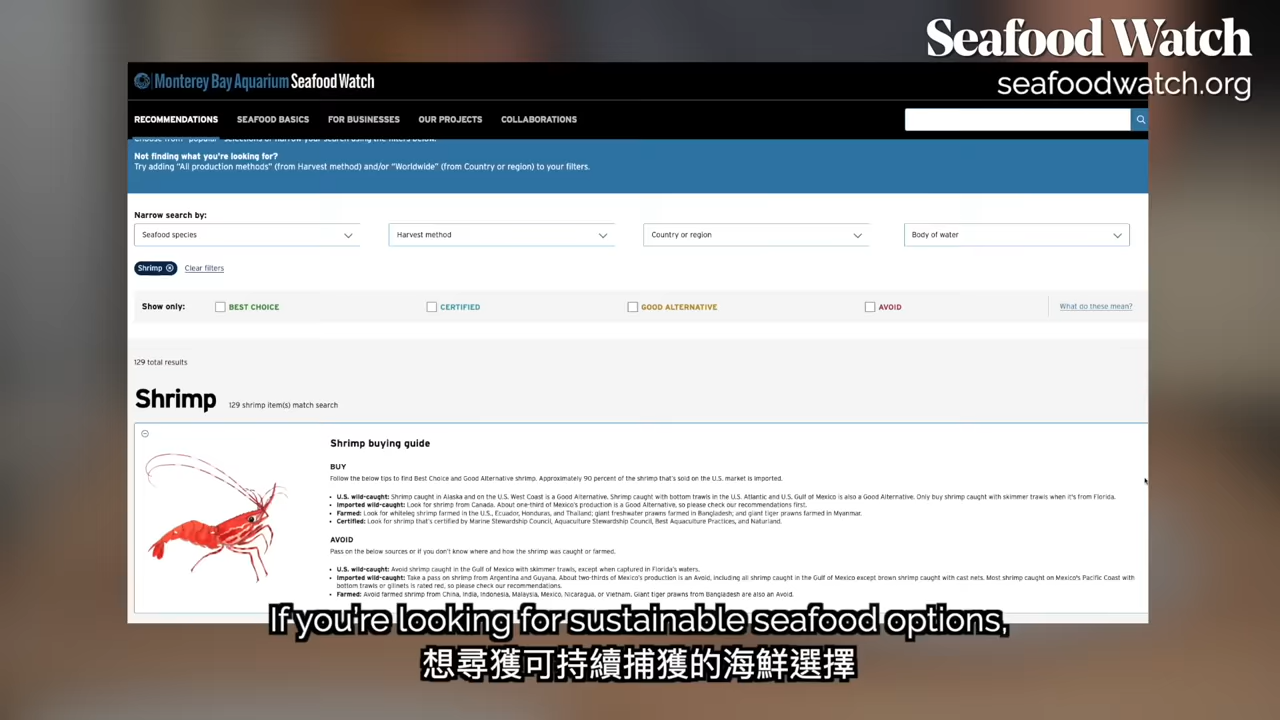 Seafood Watch
seafoodwatch.org
Monterey Bay Aquarium Seafood Watch
RECOMMENDATIONS SEAFOOD BASICS FOR BUSINESSES OUR PROJECTS COLLABORATIONS
Choose from "popular" selections or narrow your search using the filters below.
Not finding what you're looking for?
Try adding "All production methods" (from Harvest method) and/or "Worldwide" (from Country or region) to your filters.
Narrow search by:
Seafood species Harvest method Country or region Body of water
Shrimp Clear filters
Show only: BEST CHOICE CERTIFIED GOOD ALTERNATIVE AVOID What do these mean?
129 total results
Shrimp 129 shrimp item(s) match search
Shrimp buying guide
BUY
Follow the below tips to find Best Choice and Good Alternative shrimp. Approximately 90 percent of the shrimp that's sold on the U.S. market is imported.
• U.S. wild-caught: Shrimp caught in Alaska and on the U.S. West Coast is a Good Alternative. Shrimp caught with bottom trawls in the U.S. Atlantic and U.S. Gulf of Mexico is also a Good Alternative. Only buy shrimp caught with skimmer trawls when it's from Florida.
• Imported wild-caught: Look for shrimp from Canada. About one-third of Mexico's production is a Good Alternative, so please check our recommendations first.
• Farmed: Look for whiteleg shrimp farmed in the U.S., Ecuador, Honduras, and Thailand; giant freshwater prawns farmed in Bangladesh; and giant tiger prawns farmed in Myanmar.
• Certified: Look for shrimp that's certified by Marine Stewardship Council, Aquaculture Stewardship Council, Best Aquaculture Practices, and Naturland.
AVOID
Pass on the below sources or if you don't know where and how the shrimp was caught or farmed.
• U.S. wild-caught: Avoid shrimp caught in the Gulf of Mexico with skimmer trawls, except when captured in Florida's waters.
• Imported wild-caught: Take a pass on shrimp from Argentina and Guyana. About two-thirds of Mexico's production is an Avoid, including all shrimp caught in the Gulf of Mexico except brown shrimp caught with cast nets. Most shrimp caught on Mexico's Pacific Coast with
bottom trawls or gillnets is rated red, so please check our recommendations.
• Farmed: Avoid farmed shrimp from China, India, Indonesia, Malaysia, Mexico, Nicaragua, or Vietnam. Giant tiger prawns from Bangladesh are also an Avoid.
If you're looking for sustainable seafood options,
想尋獲可持續捕獲的海鮮選擇